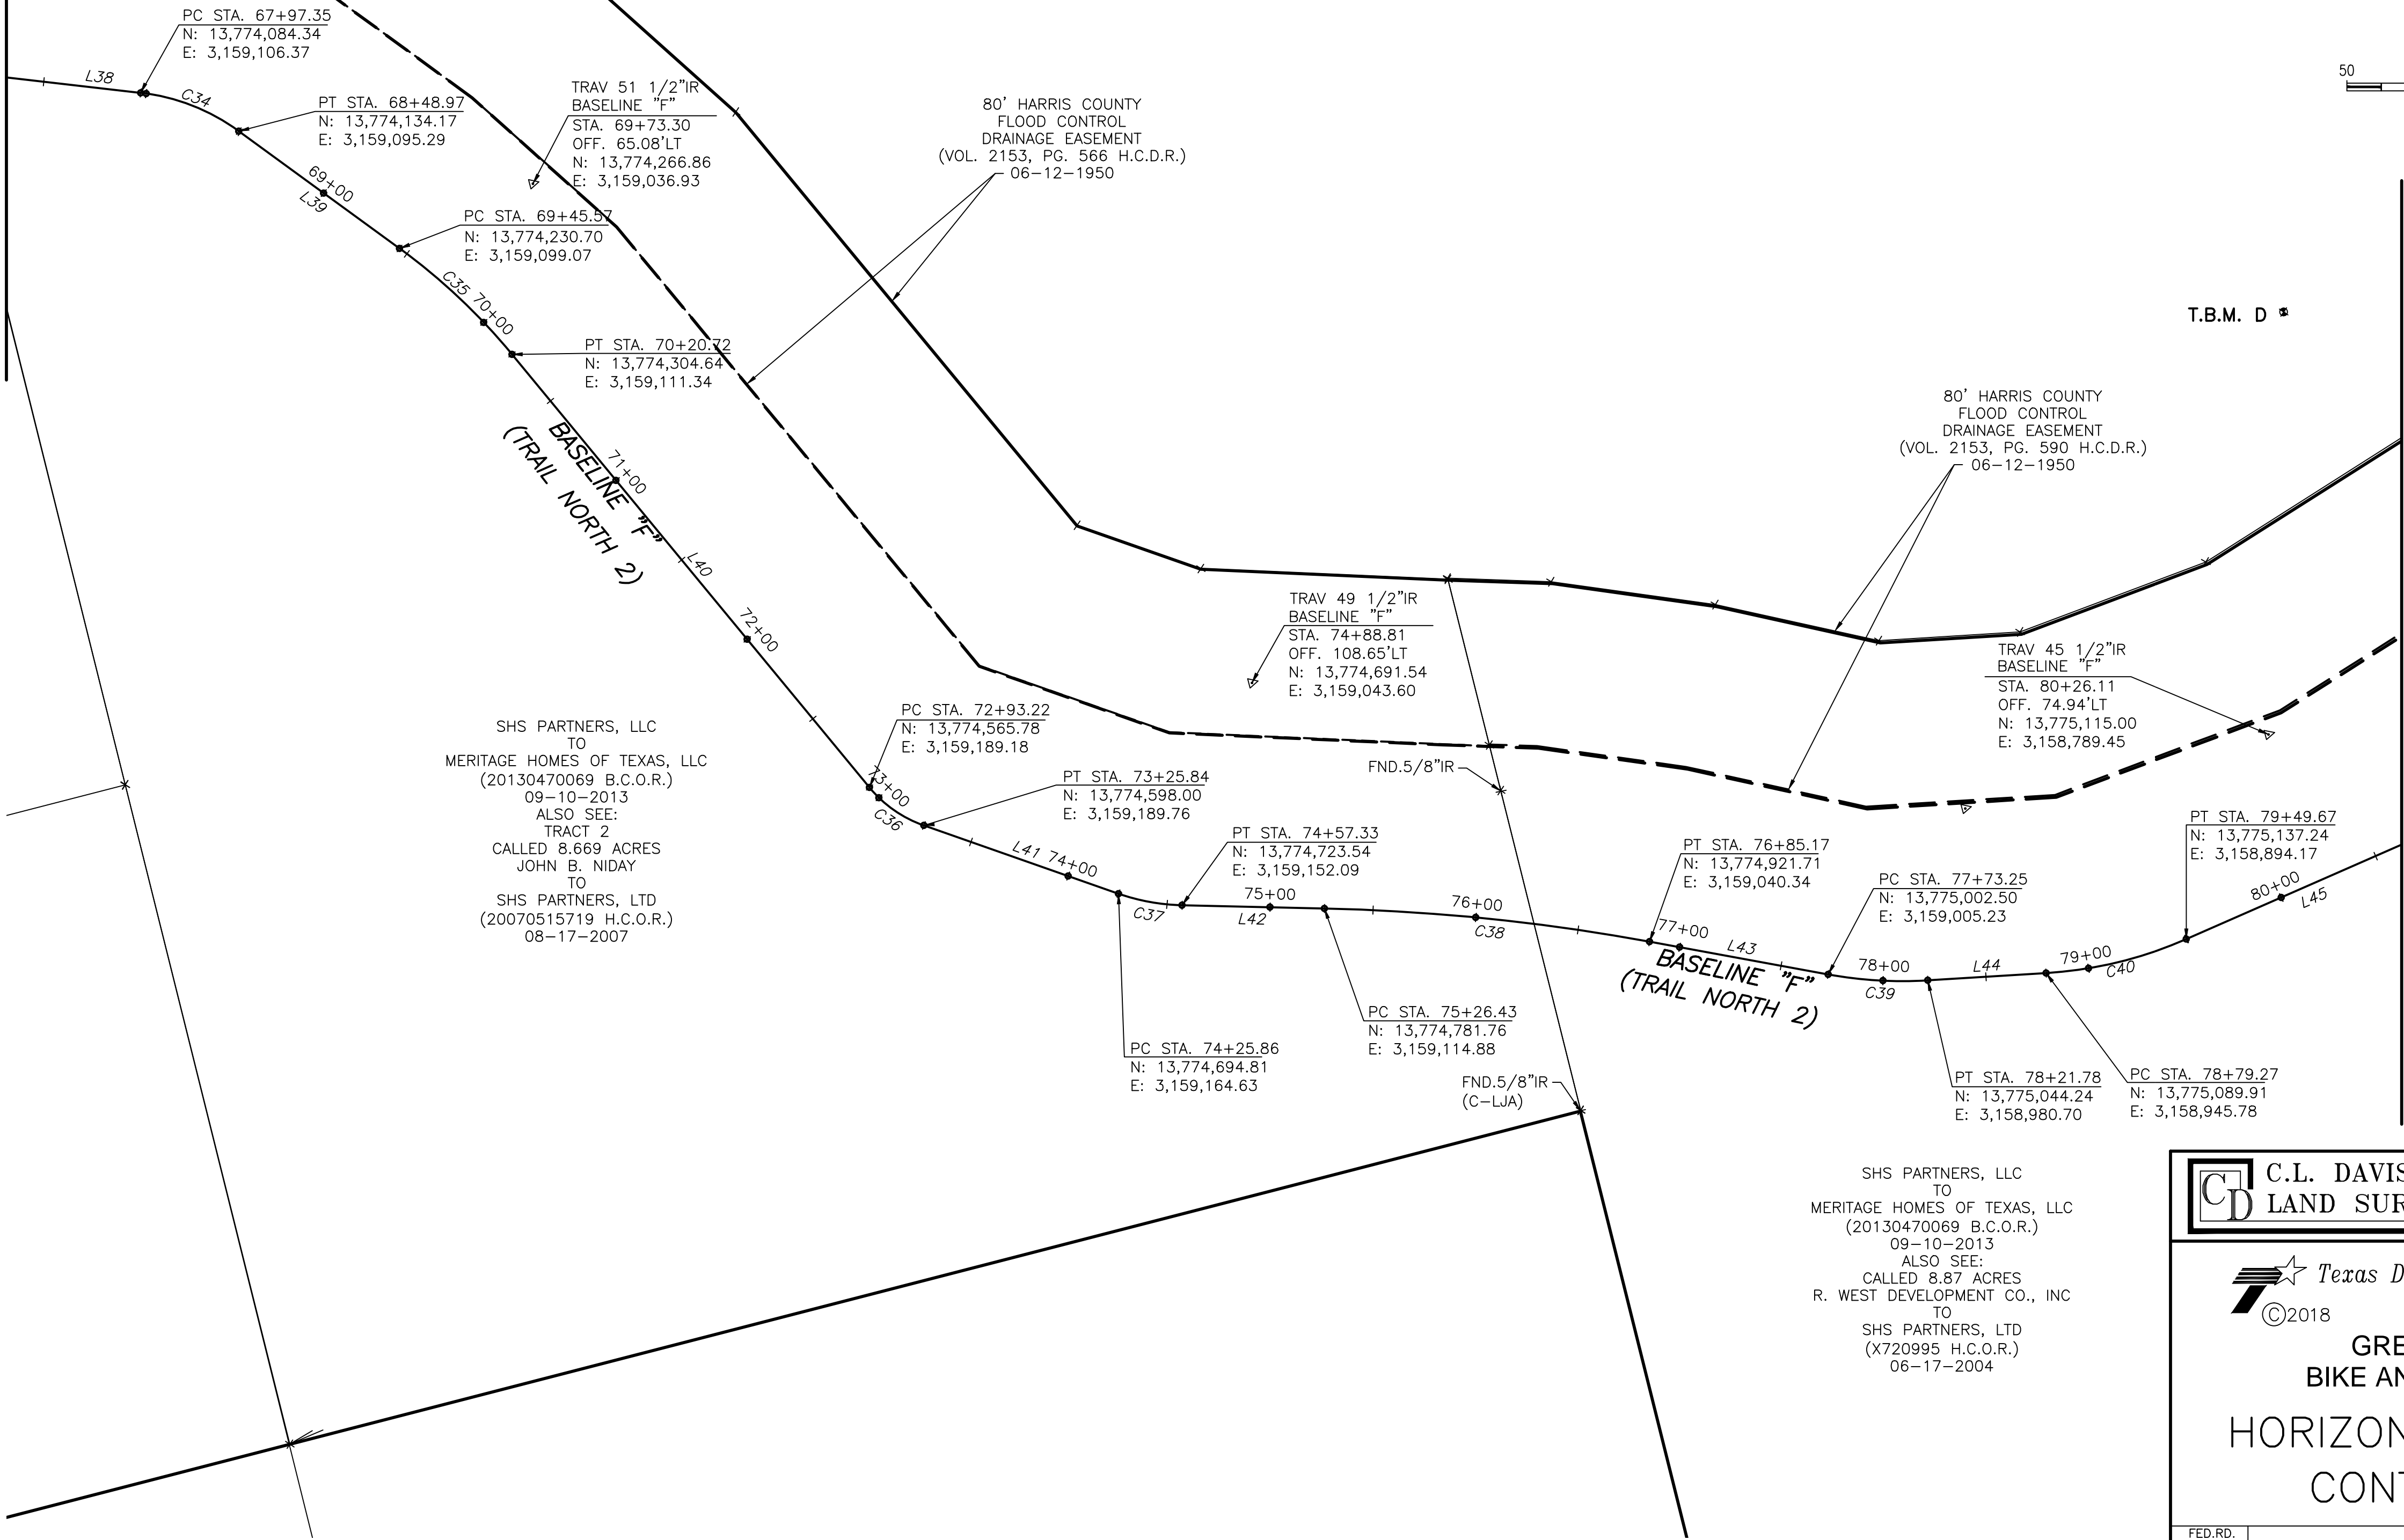 PC STA. 67+97.35
N: 13,774,084.34
E: 3,159,106.37
L38
C34
PT STA. 68+48.97
N: 13,774,134.17
E: 3,159,095.29
TRAV 51 1/2"IR
BASELINE "F"
STA. 69+73.30
OFF. 65.08'LT
N: 13,774,266.86
E: 3,159,036.93
80' HARRIS COUNTY
FLOOD CONTROL
DRAINAGE EASEMENT
(VOL. 2153, PG. 566 H.C.D.R.)
06-12-1950
50
69+00
L39
PC STA. 69+45.57
N: 13,774,230.70
E: 3,159,099.07
C35
70+00
PT STA. 70+20.72
N: 13,774,304.64
E: 3,159,111.34
T.B.M. D
80' HARRIS COUNTY
FLOOD CONTROL
DRAINAGE EASEMENT
(VOL. 2153, PG. 590 H.C.D.R.)
06-12-1950
BASELINE "F"
(TRAIL NORTH 2)
71+00
L40
72+00
TRAV 49 1/2"IR
BASELINE "F"
STA. 74+88.81
OFF. 108.65'LT
N: 13,774,691.54
E: 3,159,043.60
TRAV 45 1/2"IR
BASELINE "F"
STA. 80+26.11
OFF. 74.94'LT
N: 13,775,115.00
E: 3,158,789.45
SHS PARTNERS, LLC
TO
MERITAGE HOMES OF TEXAS, LLC
(20130470069 B.C.O.R.)
09-10-2013
ALSO SEE:
TRACT 2
CALLED 8.669 ACRES
JOHN B. NIDAY
TO
SHS PARTNERS, LTD
(20070515719 H.C.O.R.)
08-17-2007
PC STA. 72+93.22
N: 13,774,565.78
E: 3,159,189.18
73+00
C36
PT STA. 73+25.84
N: 13,774,598.00
E: 3,159,189.76
FND.5/8"IR
L41
74+00
PT STA. 74+57.33
N: 13,774,723.54
E: 3,159,152.09
C37
75+00
L42
76+00
C38
PT STA. 76+85.17
N: 13,774,921.71
E: 3,159,040.34
77+00
L43
BASELINE "F"
(TRAIL NORTH 2)
PC STA. 77+73.25
N: 13,775,002.50
E: 3,159,005.23
78+00
C39
L44
79+00
C40
PT STA. 79+49.67
N: 13,775,137.24
E: 3,158,894.17
80+00
L45
PC STA. 74+25.86
N: 13,774,694.81
E: 3,159,164.63
PC STA. 75+26.43
N: 13,774,781.76
E: 3,159,114.88
FND.5/8"IR
(C-LJA)
PT STA. 78+21.78
N: 13,775,044.24
E: 3,158,980.70
PC STA. 78+79.27
N: 13,775,089.91
E: 3,158,945.78
SHS PARTNERS, LLC
TO
MERITAGE HOMES OF TEXAS, LLC
(20130470069 B.C.O.R.)
09-10-2013
ALSO SEE:
CALLED 8.87 ACRES
R. WEST DEVELOPMENT CO., INC
TO
SHS PARTNERS, LTD
(X720995 H.C.O.R.)
06-17-2004
CD
C.L. DAVIS
LAND SUR
Texas D
©2018
GRE
BIKE AN
HORIZON
CONT
FED.RD.